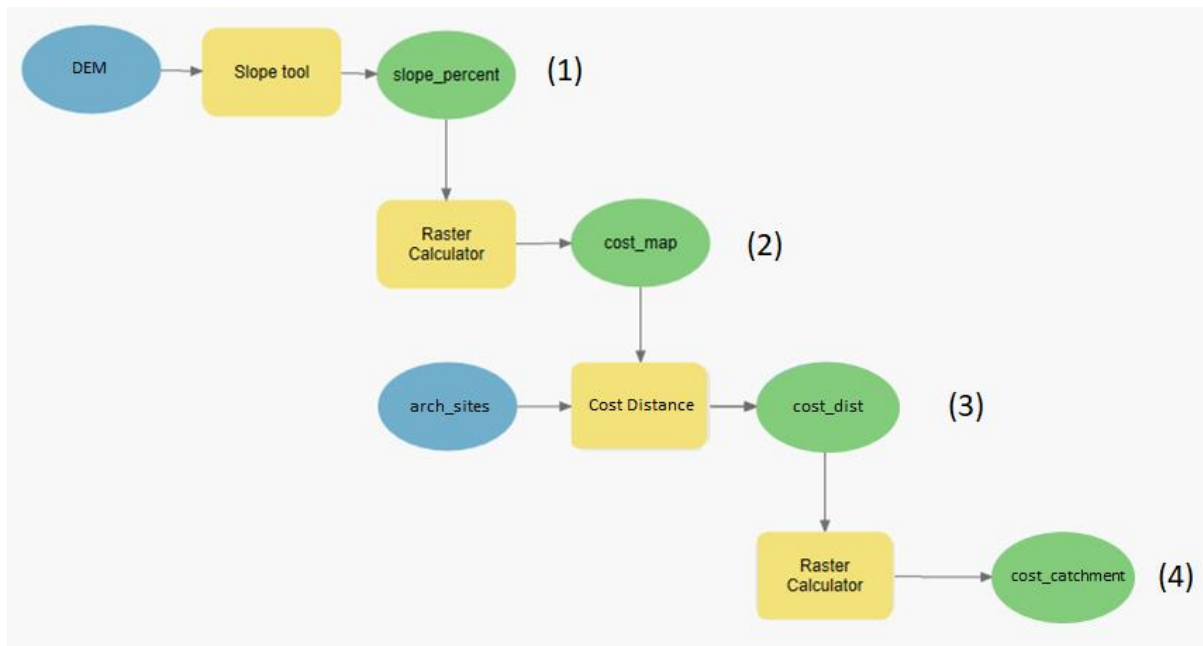 DEM
Slope tool
slope_percent
(1)
Raster
Calculator
cost_map
(2)
arch_sites
Cost Distance
cost_dist
(3)
Raster
Calculator
cost_catchment
(4)